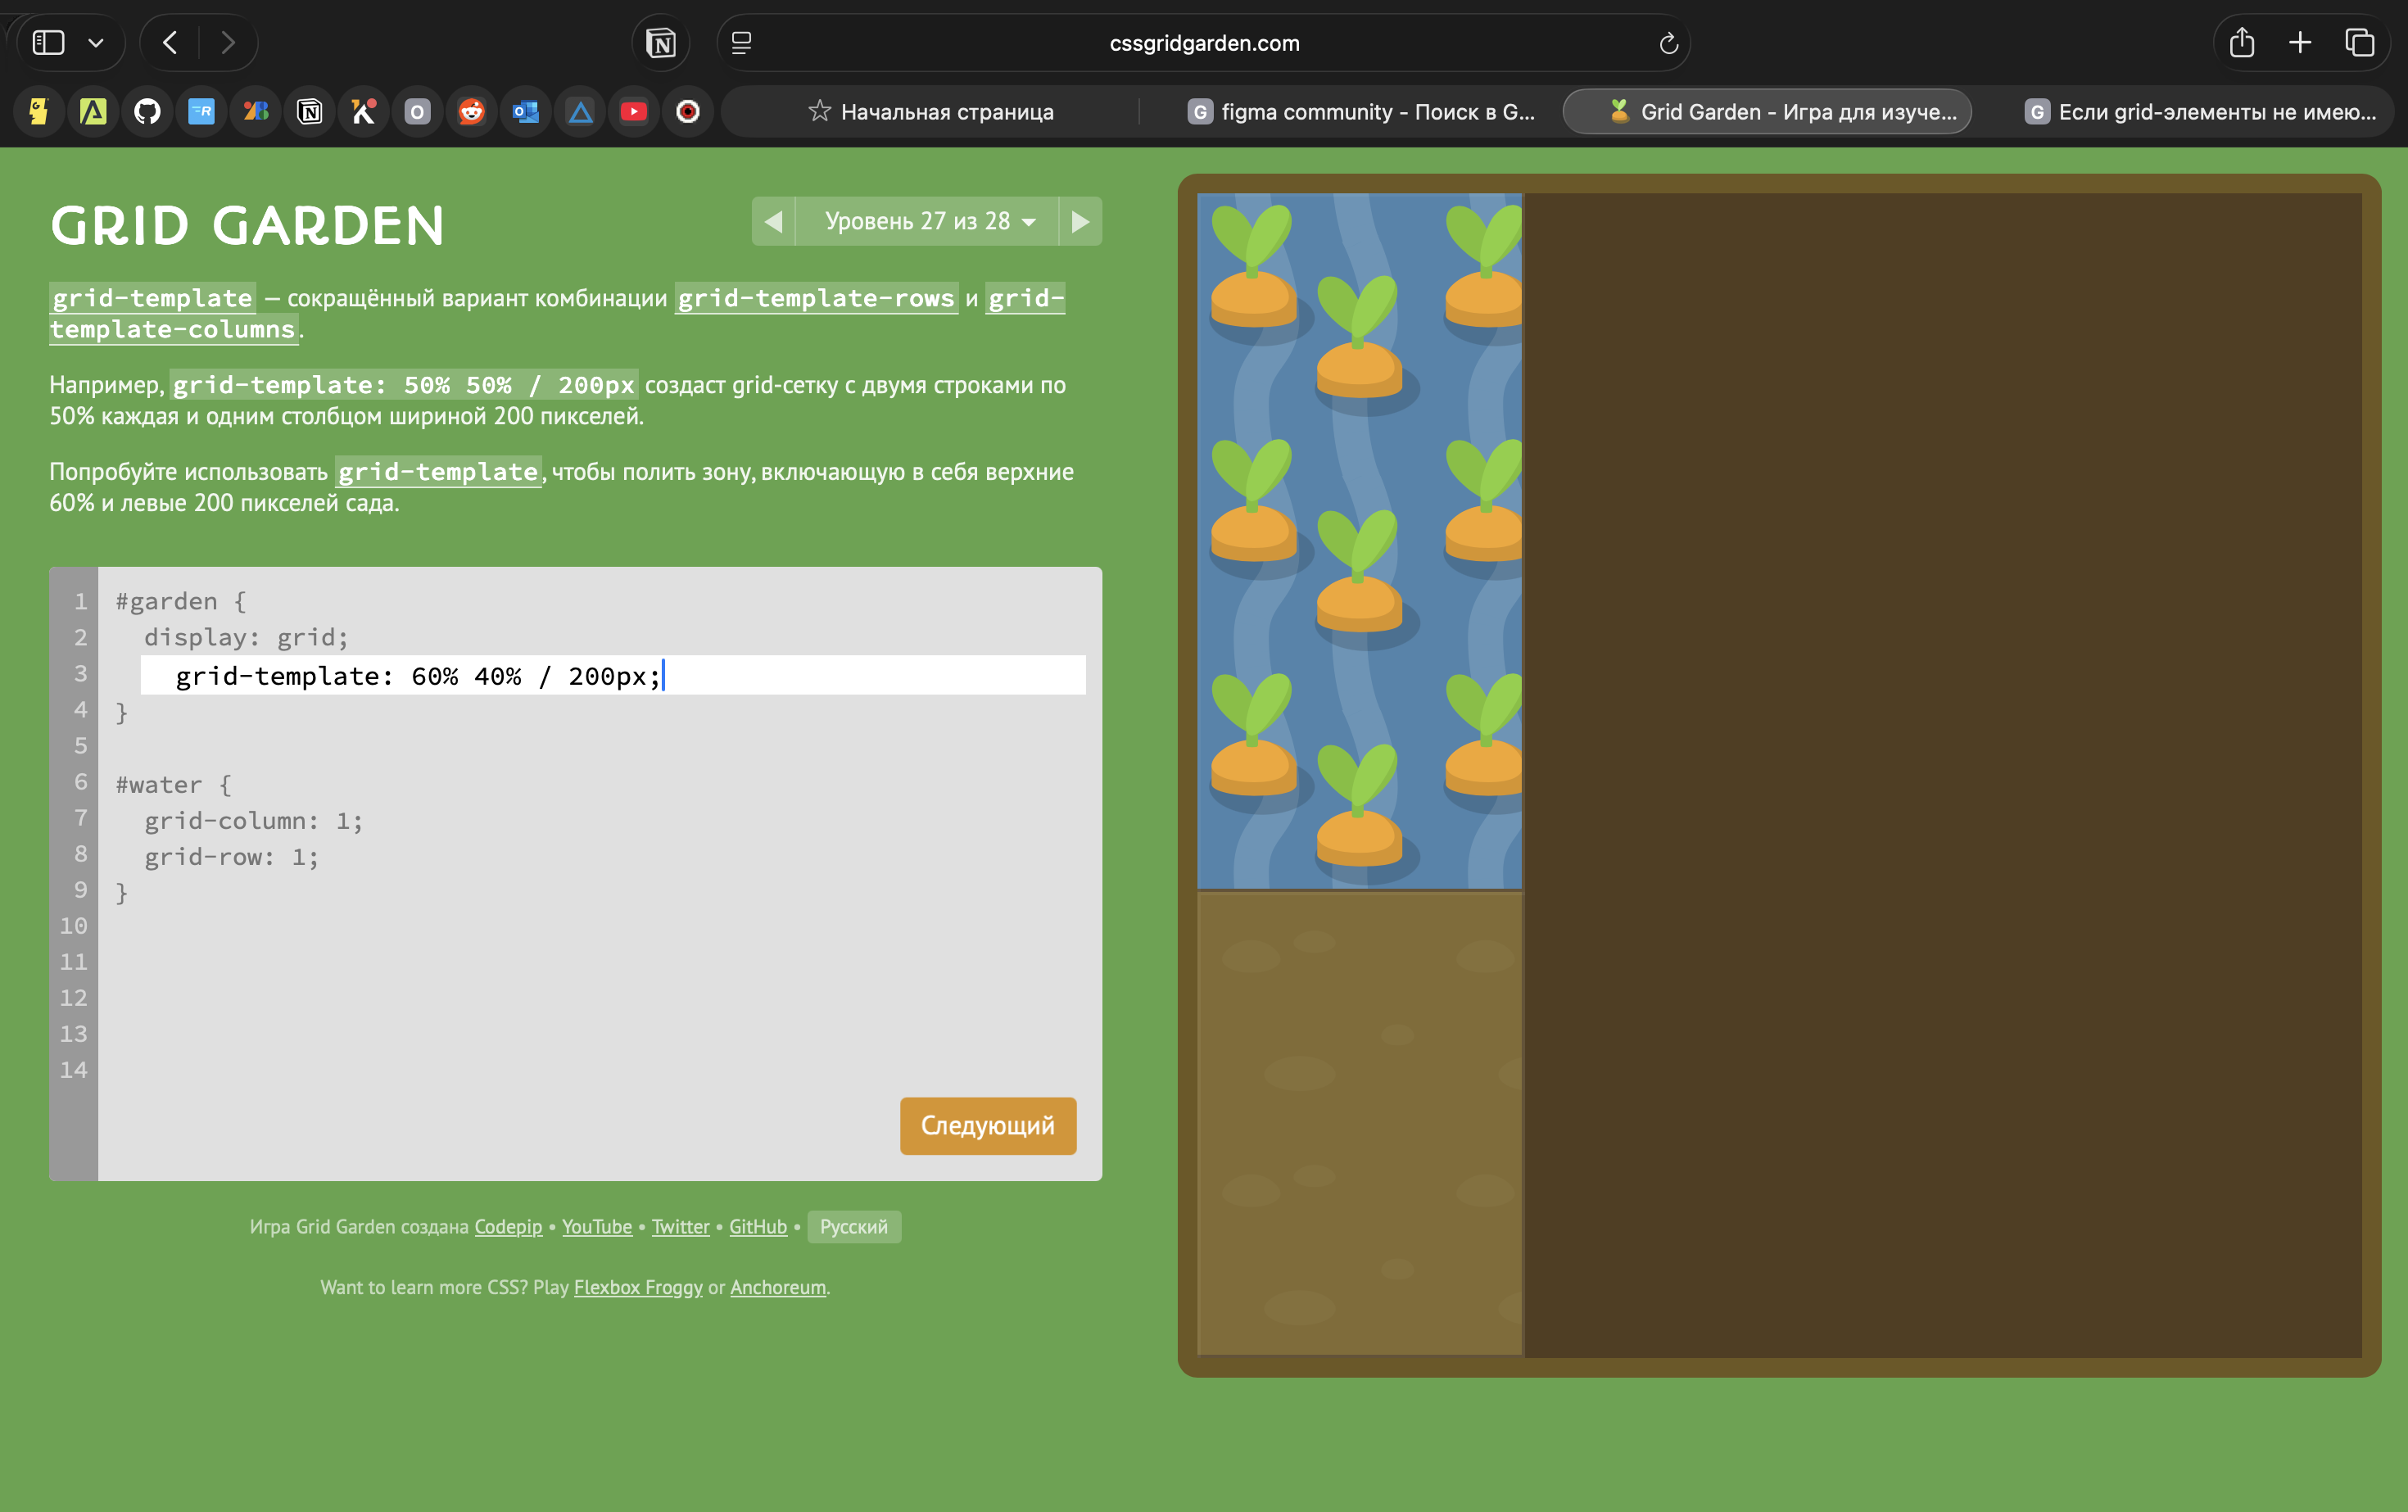 cssgridgarden.com
Начальная страница
figma community - Поиск в G...
Grid Garden - Игра для изуче...
Если grid-элементы не имею...
GRID GARDEN
Уровень 27 из 28
grid-template — сокращённый вариант комбинации grid-template-rows и grid-
template-columns.
Например, grid-template: 50% 50% / 200px создаст grid-сетку с двумя строками по
50% каждая и одним столбцом шириной 200 пикселей.
Попробуйте использовать grid-template, чтобы полить зону, включающую в себя верхние
60% и левые 200 пикселей сада.
1 #garden {
2 display: grid;
3 grid-template: 60% 40% / 200px;
4 }
5
6 #water {
7 grid-column: 1;
8 grid-row: 1;
9 }
10
11
12
13
14
Следующий
Игра Grid Garden создана Codepip • YouTube • Twitter • GitHub • Русский
Want to learn more CSS? Play Flexbox Froggy or Anchoreum.